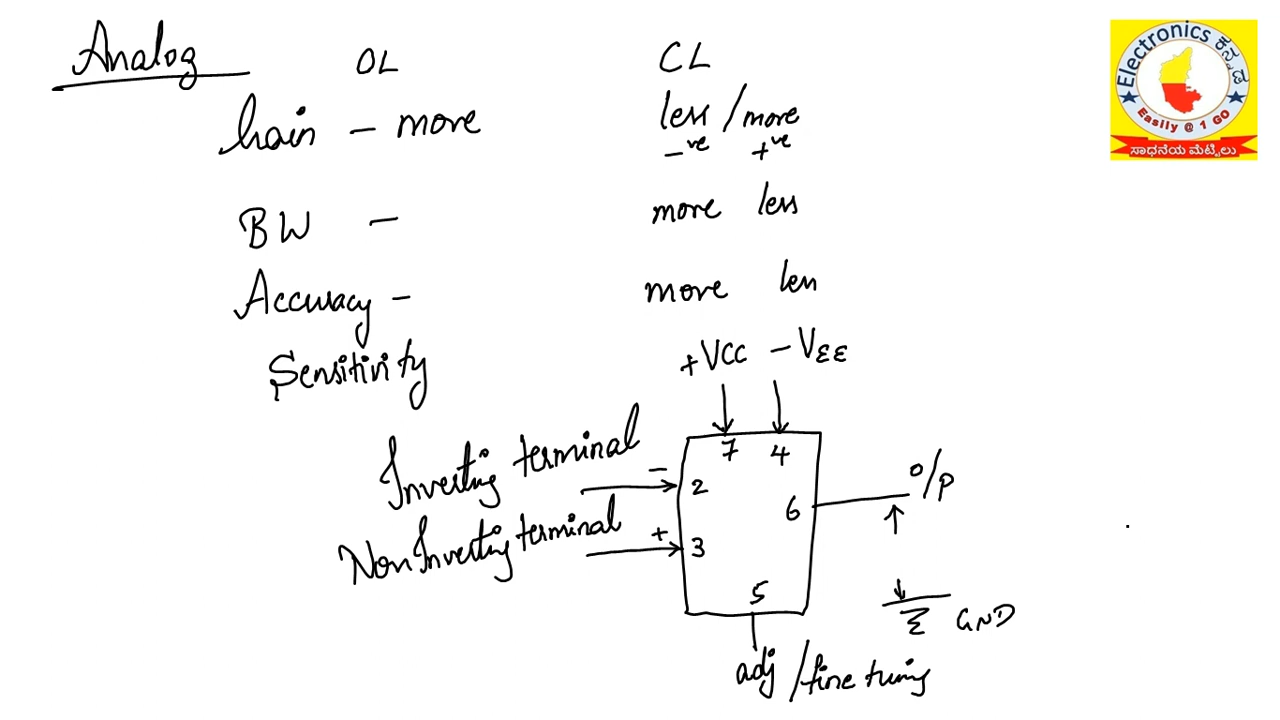 Analog OL CL
Gain – more less / more
-ve +ve
BW – more less
Accuracy – more less
Sensitivity
+VCC -VEE
Inverting terminal
Non Inverting terminal
7 4
- 2
+ 3
6 o/p
5
GND
adj / fine tuning
Electronics ಕನ್ನಡ
Easily @ 1 GO
ಸಾಧನೆಯ ಮೆಟ್ಟಿಲು